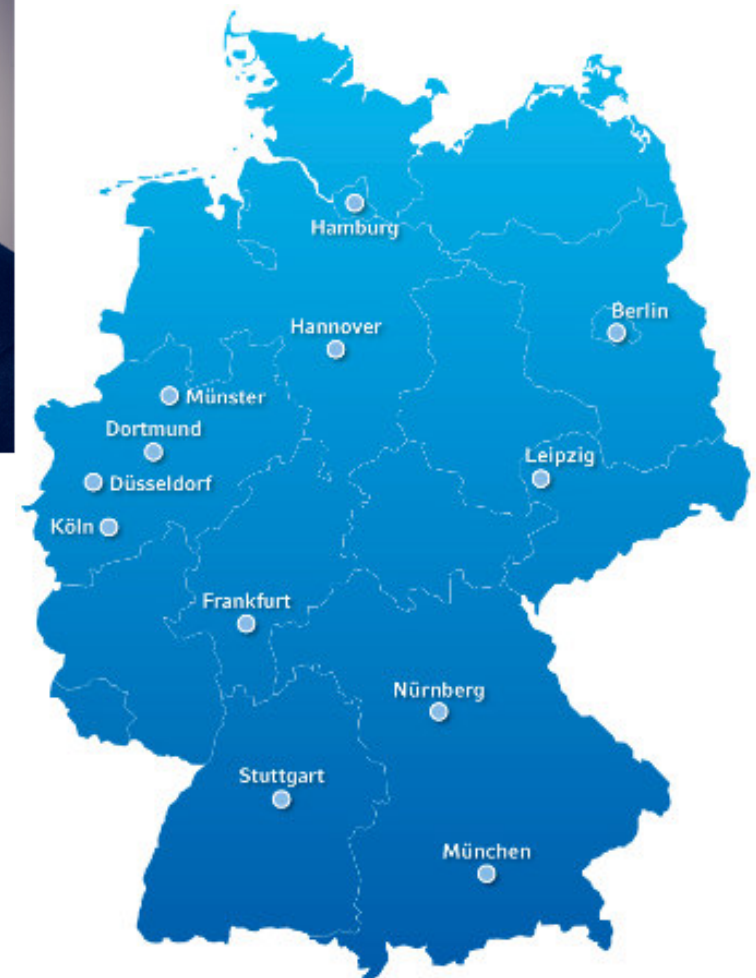 Hamburg
Berlin
Hannover
Münster
Dortmund
Leipzig
Düsseldorf
Köln
Frankfurt
Nürnberg
Stuttgart
München